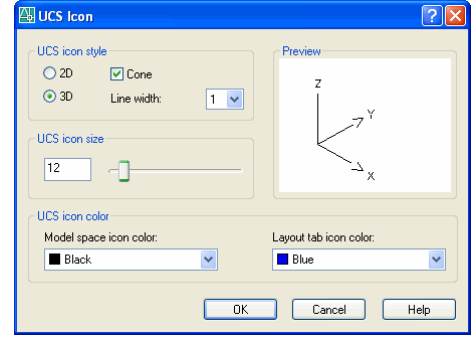 UCS Icon
UCS icon style
2D
Cone
3D
Line width:
1
Preview
Z
Y
X
UCS icon size
12
UCS icon color
Model space icon color:
Black
Layout tab icon color:
Blue
OK
Cancel
Help